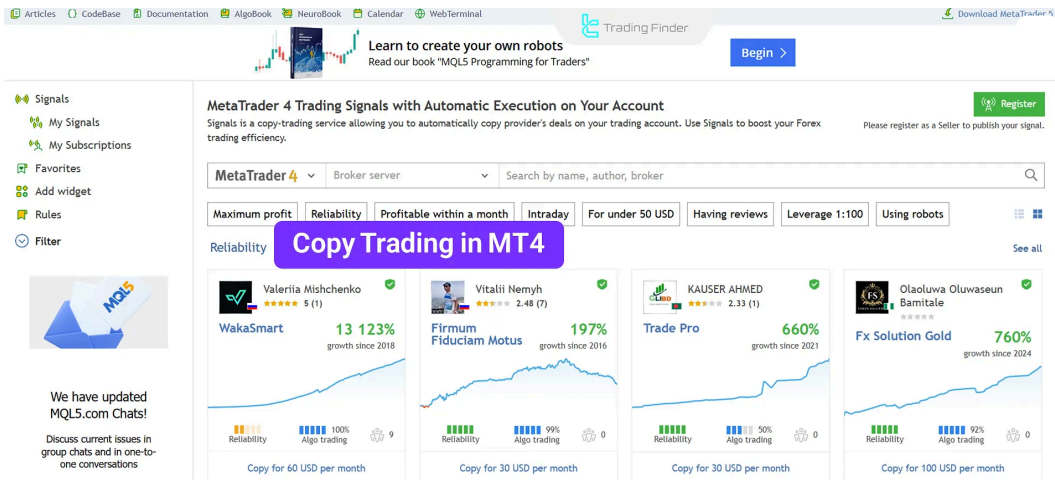 Articles CodeBase Documentation AlgoBook NeuroBook Calendar WebTerminal Download MetaTrader 5
Trading Finder
Learn to create your own robots
Read our book "MQL5 Programming for Traders"
Begin >
Signals
My Signals
My Subscriptions
Favorites
Add widget
Rules
Filter
MQL5
We have updated
MQL5.com Chats!
Discuss current issues in
group chats and in one-to-
one conversations
MetaTrader 4 Trading Signals with Automatic Execution on Your Account
Signals is a copy-trading service allowing you to automatically copy provider's deals on your trading account. Use Signals to boost your Forex
trading efficiency.
Register
Please register as a Seller to publish your signal.
MetaTrader 4 Broker server Search by name, author, broker
Maximum profit Reliability Profitable within a month Intraday For under 50 USD Having reviews Leverage 1:100 Using robots
Reliability
Copy Trading in MT4
See all
Valeriia Mishchenko
5 (1)
WakaSmart
13 123%
growth since 2018
Reliability
100%
Algo trading
9
Copy for 60 USD per month
Vitalii Nemyh
2.48 (7)
Firmum
Fiduciam Motus
197%
growth since 2016
Reliability
99%
Algo trading
0
Copy for 30 USD per month
CLIBD
KAUSER AHMED
2.33 (1)
Trade Pro
660%
growth since 2021
Reliability
50%
Algo trading
0
Copy for 30 USD per month
FS
Olaoluwa Oluwaseun
Bamitale
Fx Solution Gold
760%
growth since 2024
Reliability
92%
Algo trading
0
Copy for 100 USD per month